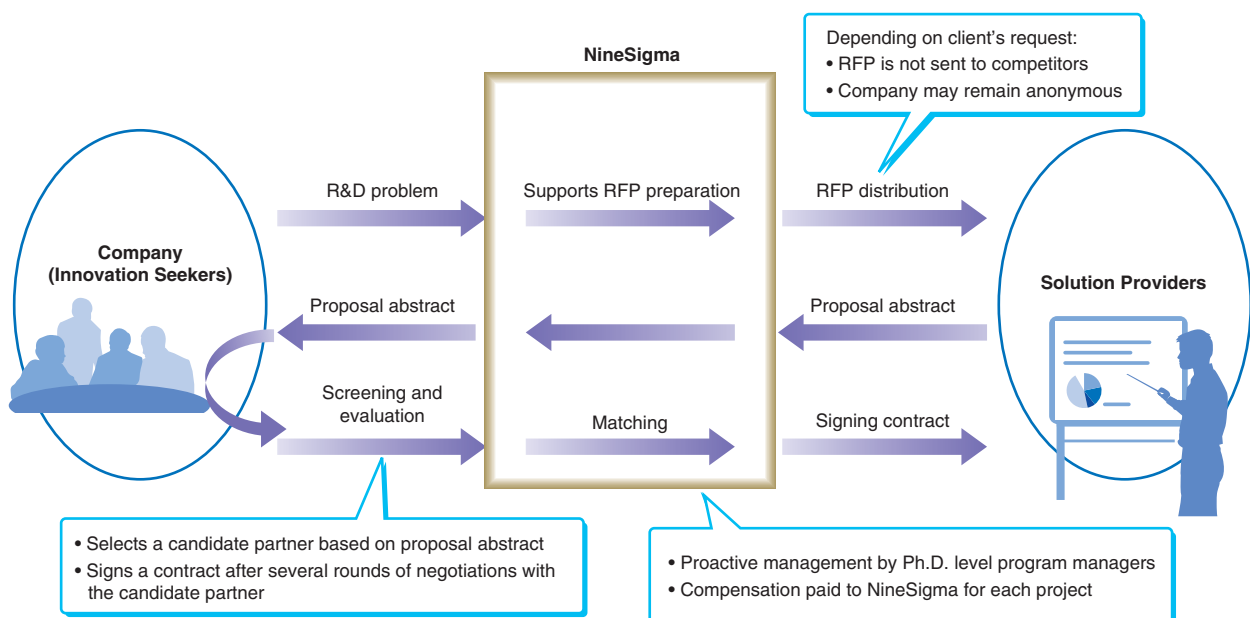 NineSigma
Depending on client's request:
• RFP is not sent to competitors
• Company may remain anonymous
R&D problem
Supports RFP preparation
RFP distribution
Company
(Innovation Seekers)
Solution Providers
Proposal abstract
Proposal abstract
Screening and
evaluation
Matching
Signing contract
• Selects a candidate partner based on proposal abstract
• Signs a contract after several rounds of negotiations with
the candidate partner
• Proactive management by Ph.D. level program managers
• Compensation paid to NineSigma for each project